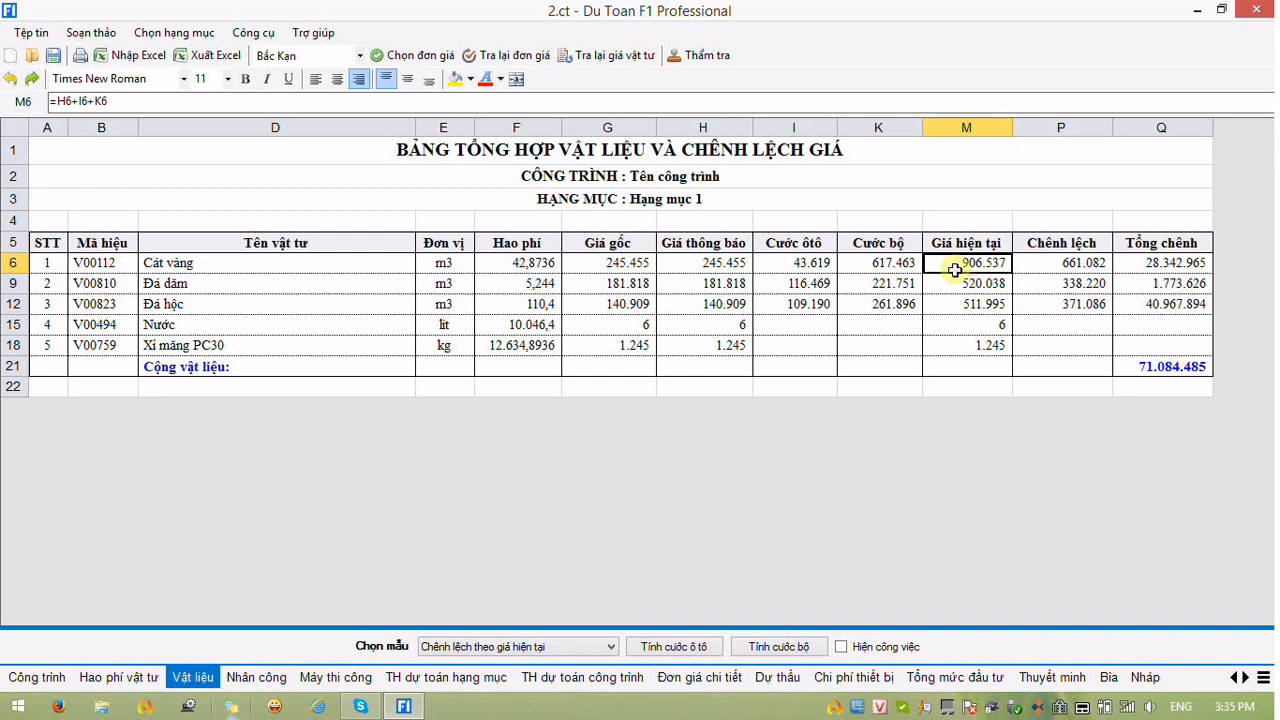 2.ct - Du Toan F1 Professional
Tệp tin Soạn thảo Chọn hạng mục Công cụ Trợ giúp
Nhập Excel Xuất Excel Bắc Kạn Chọn đơn giá Tra lại đơn giá Tra lại giá vật tư Thẩm tra
Times New Roman 11 B I U A
M6 =H6+I6+K6
A B D E F G H I K M P Q
1 BẢNG TỔNG HỢP VẬT LIỆU VÀ CHÊNH LỆCH GIÁ
2 CÔNG TRÌNH : Tên công trình
3 HẠNG MỤC : Hạng mục 1
4
5 STT Mã hiệu Tên vật tư Đơn vị Hao phí Giá gốc Giá thông báo Cước ôtô Cước bộ Giá hiện tại Chênh lệch Tổng chênh
6 1 V00112 Cát vàng m3 42,8736 245.455 245.455 43.619 617.463 906.537 661.082 28.342.965
9 2 V00810 Đá dăm m3 5,244 181.818 181.818 116.469 221.751 520.038 338.220 1.773.626
12 3 V00823 Đá hộc m3 110,4 140.909 140.909 109.190 261.896 511.995 371.086 40.967.894
15 4 V00494 Nước lit 10.046,4 6 6 6
18 5 V00759 Xi măng PC30 kg 12.634,8936 1.245 1.245 1.245
21 Cộng vật liệu: 71.084.485
22
Chọn mẫu Chênh lệch theo giá hiện tại Tính cước ô tô Tính cước bộ Hiện công việc
Công trình Hao phí vật tư Vật liệu Nhân công Máy thi công TH dự toán hạng mục TH dự toán công trình Đơn giá chi tiết Dự thầu Chi phí thiết bị Tổng mức đầu tư Thuyết minh Bìa Nháp
ENG 3:35 PM